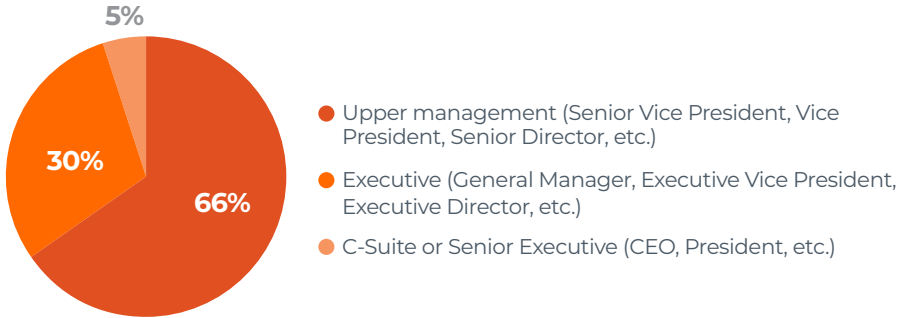 5%
30%
66%
Upper management (Senior Vice President, Vice
President, Senior Director, etc.)
Executive (General Manager, Executive Vice President,
Executive Director, etc.)
C-Suite or Senior Executive (CEO, President, etc.)